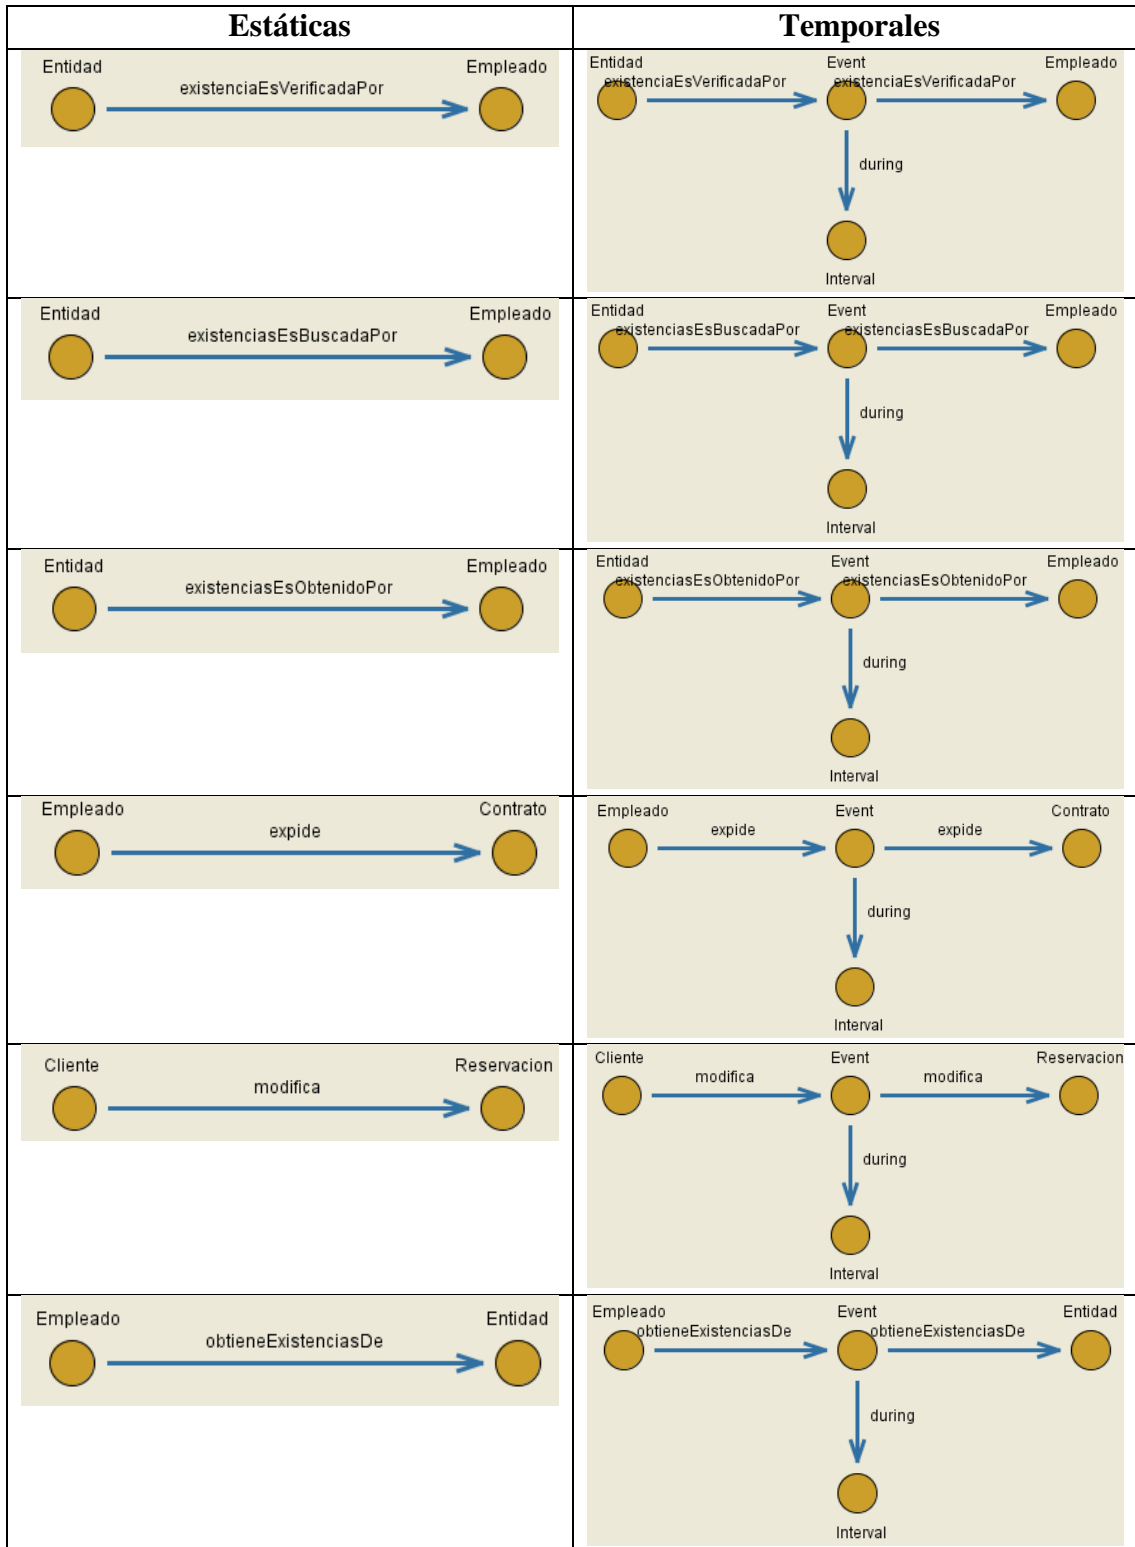 Estáticas Temporales
Entidad Empleado
existenciaEsVerificadaPor
Entidad Event Empleado
existenciaEsVerificadaPor existenciaEsVerificadaPor
during
Interval
Entidad Empleado
existenciasEsBuscadaPor
Entidad Event Empleado
existenciasEsBuscadaPor existenciasEsBuscadaPor
during
Interval
Entidad Empleado
existenciasEsObtenidoPor
Entidad Event Empleado
existenciasEsObtenidoPor existenciasEsObtenidoPor
during
Interval
Empleado Contrato
expide
Empleado Event Contrato
expide expide
during
Interval
Cliente Reservacion
modifica
Cliente Event Reservacion
modifica modifica
during
Interval
Empleado Entidad
obtieneExistenciasDe
Empleado Event Entidad
obtieneExistenciasDe obtieneExistenciasDe
during
Interval